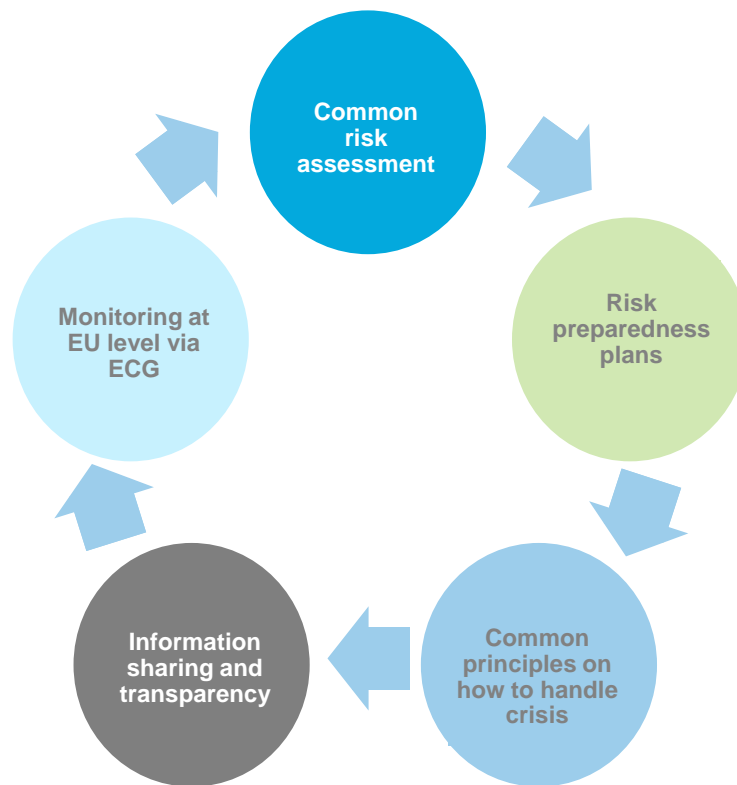 Common
risk
assessment
Risk
preparedness
plans
Common
principles on
how to handle
crisis
Information
sharing and
transparency
Monitoring at
EU level via
ECG